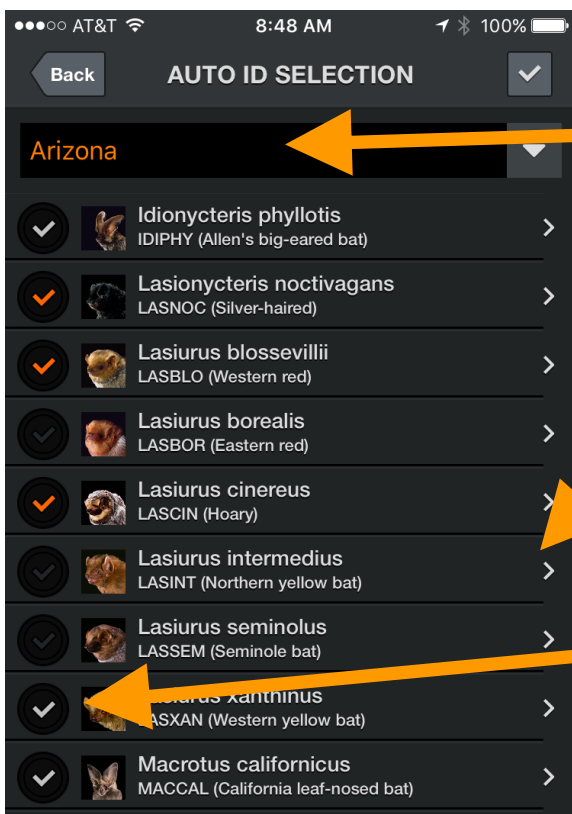 AT&T 8:48 AM 100%
Back AUTO ID SELECTION
Arizona
Idionycteris phyllotis
IDIPHY (Allen's big-eared bat)
Lasionycteris noctivagans
LASNOC (Silver-haired)
Lasiurus blossevillii
LASBLO (Western red)
Lasiurus borealis
LASBOR (Eastern red)
Lasiurus cinereus
LASCIN (Hoary)
Lasiurus intermedius
LASINT (Northern yellow bat)
Lasiurus seminolus
LASSEM (Seminole bat)
Lasiurus xanthinus
LASXAN (Western yellow bat)
Macrotus californicus
MACCAL (California leaf-nosed bat)